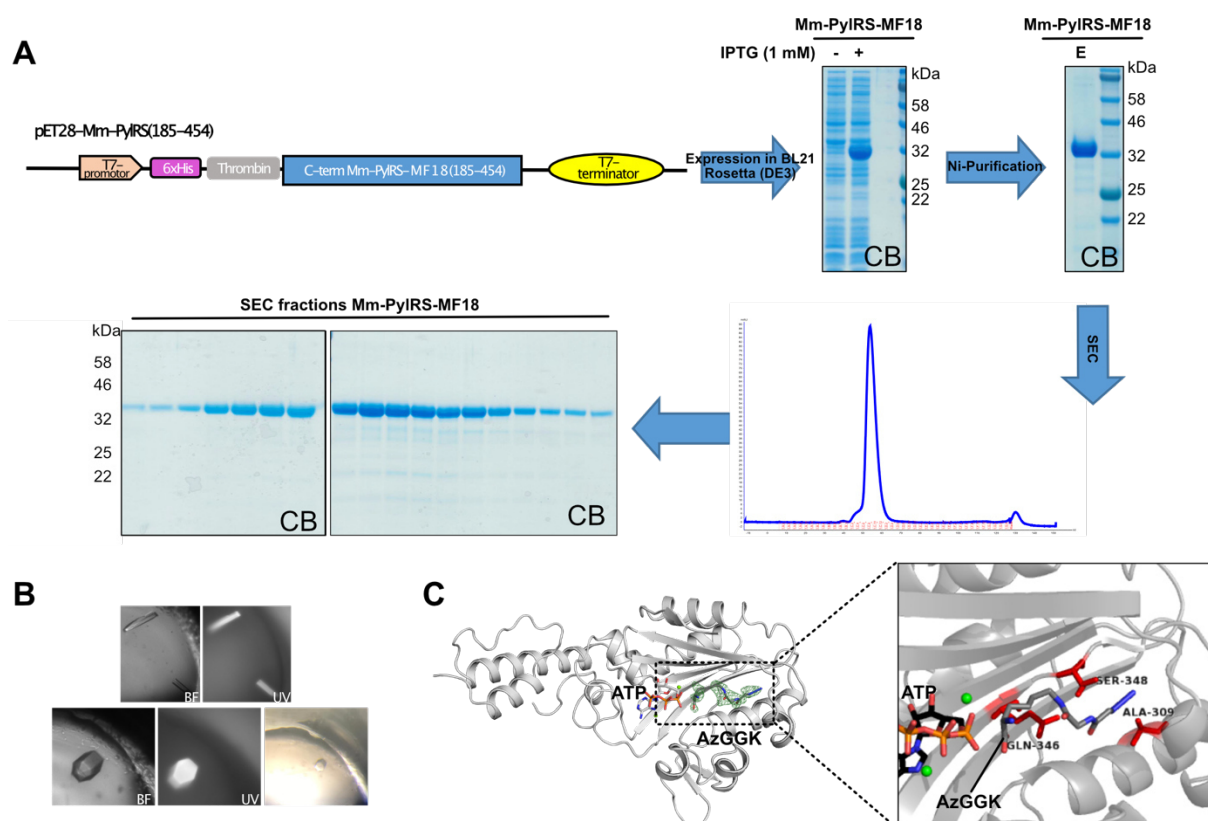 A
pET28–Mm–PylRS(185–454)
T7–
promotor
6xHis
Thrombin
C-term Mm–PylRS– MF18(185–454)
T7–
terminator
Expression in BL21
Rosetta (DE3)
Mm-PylRS-MF18
IPTG (1 mM) - +
kDa
58
46
32
25
22
CB
Ni-Purification
Mm-PylRS-MF18
E
kDa
58
46
32
25
22
CB
SEC
SEC fractions Mm-PylRS-MF18
kDa
58
46
32
25
22
CB
CB
B
BF
UV
BF
UV
C
ATP
AzGGK
ATP
SER-348
ALA-309
GLN-346
AzGGK